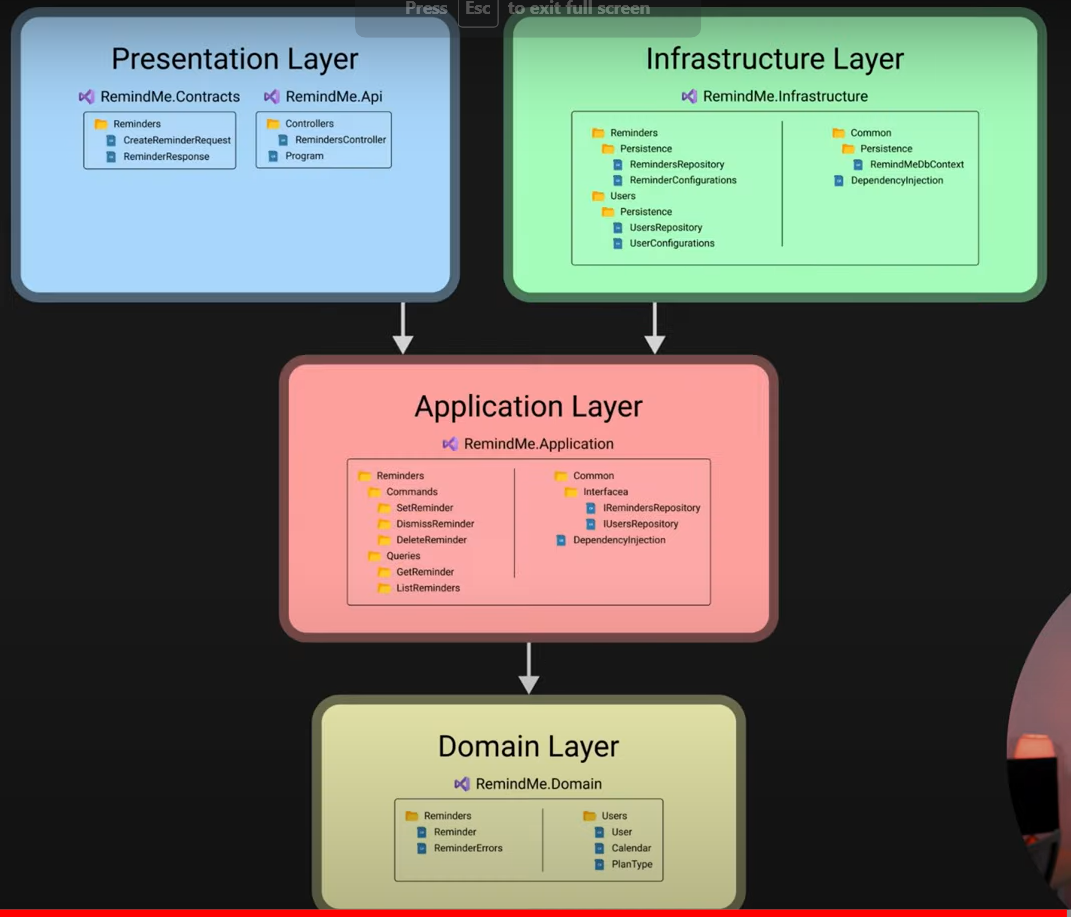 Press Esc to exit full screen
Presentation Layer
RemindMe.Contracts
Reminders
CreateReminderRequest
ReminderResponse
RemindMe.Api
Controllers
RemindersController
Program
Infrastructure Layer
RemindMe.Infrastructure
Reminders
Persistence
RemindersRepository
ReminderConfigurations
Users
Persistence
UsersRepository
UserConfigurations
Common
Persistence
RemindMeDbContext
DependencyInjection
Application Layer
RemindMe.Application
Reminders
Commands
SetReminder
DismissReminder
DeleteReminder
Queries
GetReminder
ListReminders
Common
Interfacea
IRemindersRepository
IUsersRepository
DependencyInjection
Domain Layer
RemindMe.Domain
Reminders
Reminder
ReminderErrors
Users
User
Calendar
PlanType